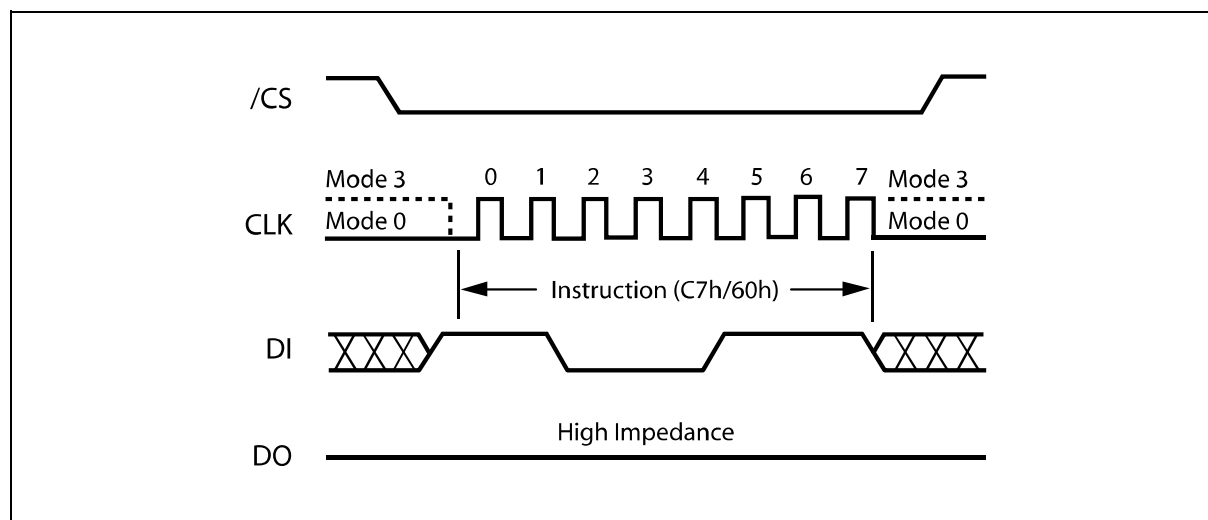 /CS
Mode 3 0 1 2 3 4 5 6 7 Mode 3
CLK Mode 0 Mode 0
Instruction (C7h/60h)
DI
High Impedance
DO